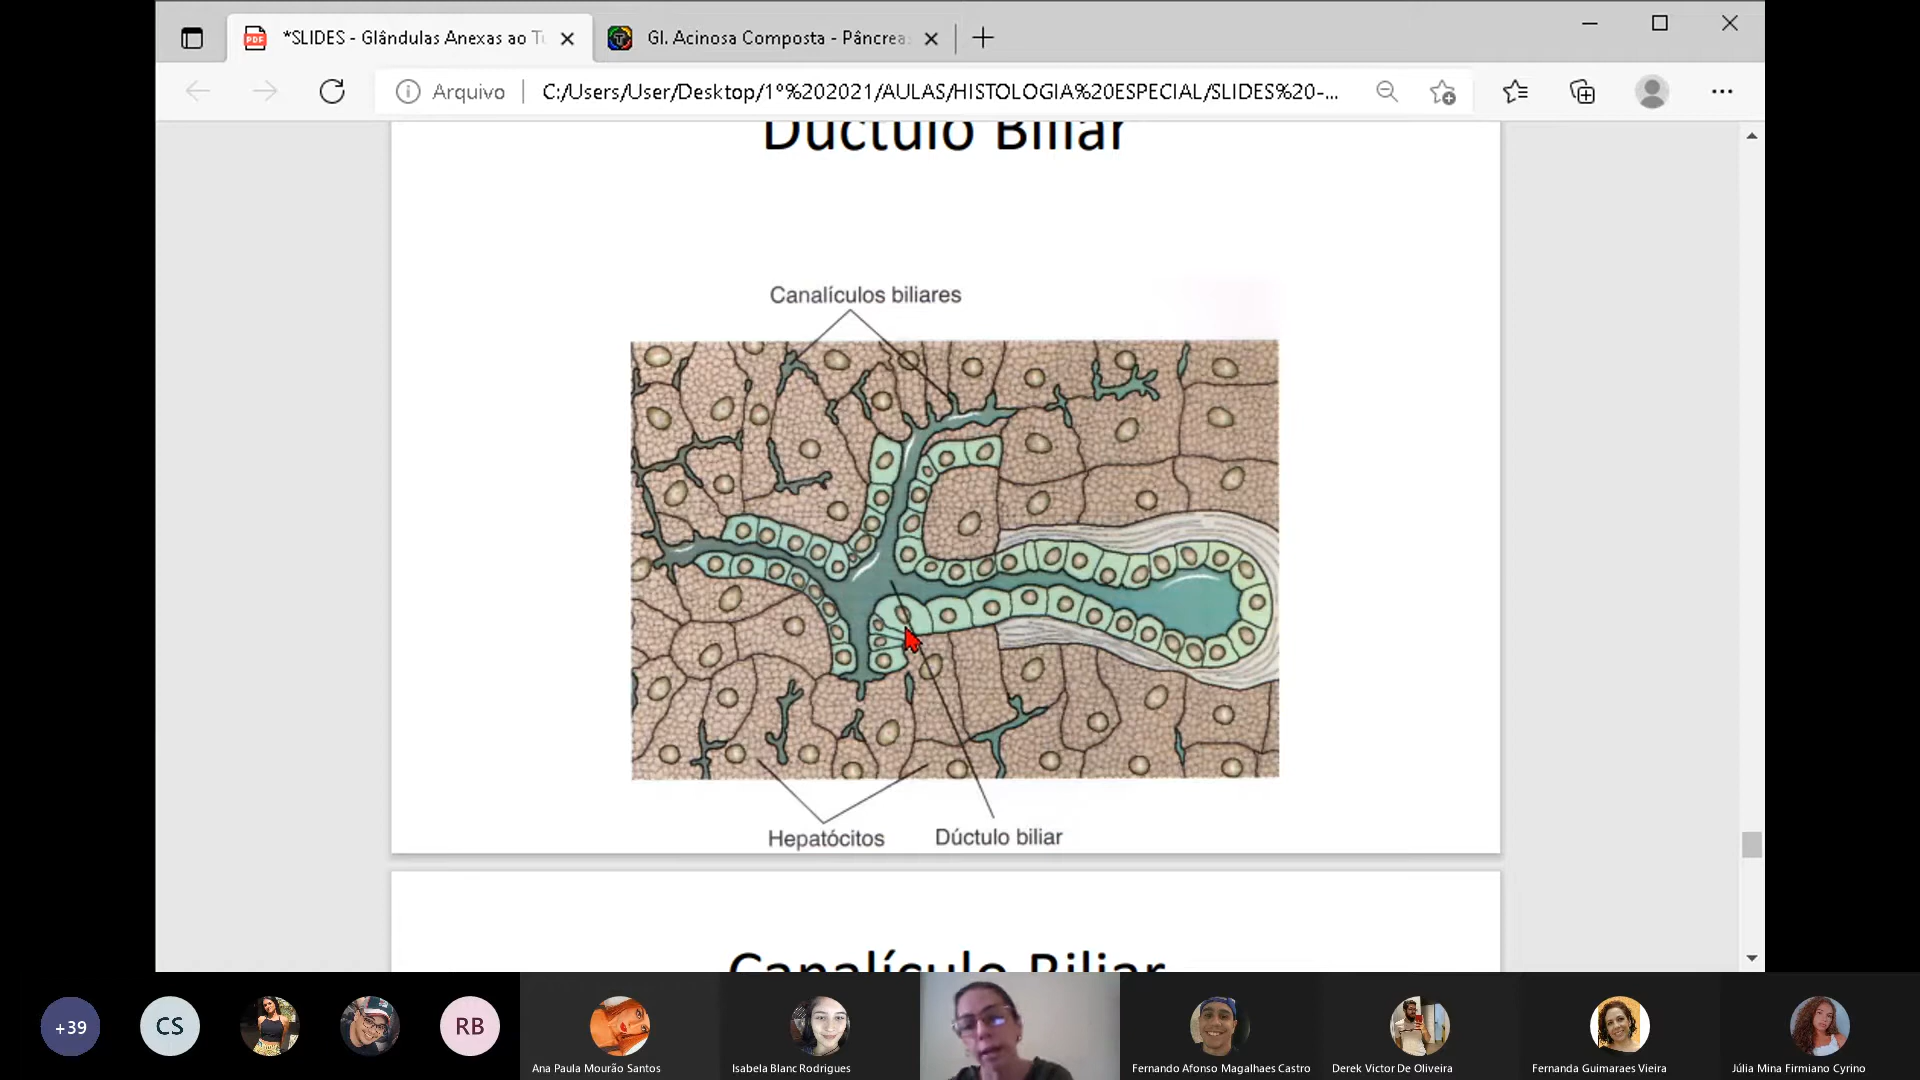 *SLIDES - Glândulas Anexas ao T
Gl. Acinosa Composta - Pâncrea
Arquivo
C:/Users/User/Desktop/1º%202021/AULAS/HISTOLOGIA%20ESPECIAL/SLIDES%20-...
Dúctulo Biliar
Canalículos biliares
Hepatócitos
Dúctulo biliar
Canalículo Biliar
+39
CS
RB
Ana Paula Mourão Santos
Isabela Blanc Rodrigues
Fernando Afonso Magalhaes Castro
Derek Victor De Oliveira
Fernanda Guimaraes Vieira
Júlia Mina Firmiano Cyrino